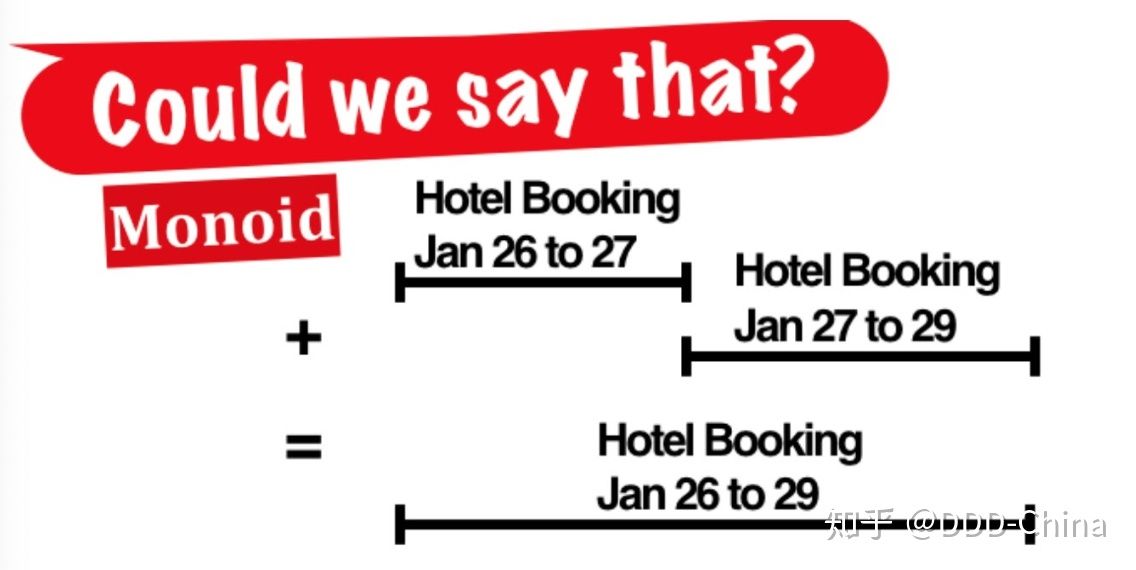 Could we say that?
Monoid
Hotel Booking
Jan 26 to 27
Hotel Booking
Jan 27 to 29
+
=
Hotel Booking
Jan 26 to 29
知乎 @DDD-China